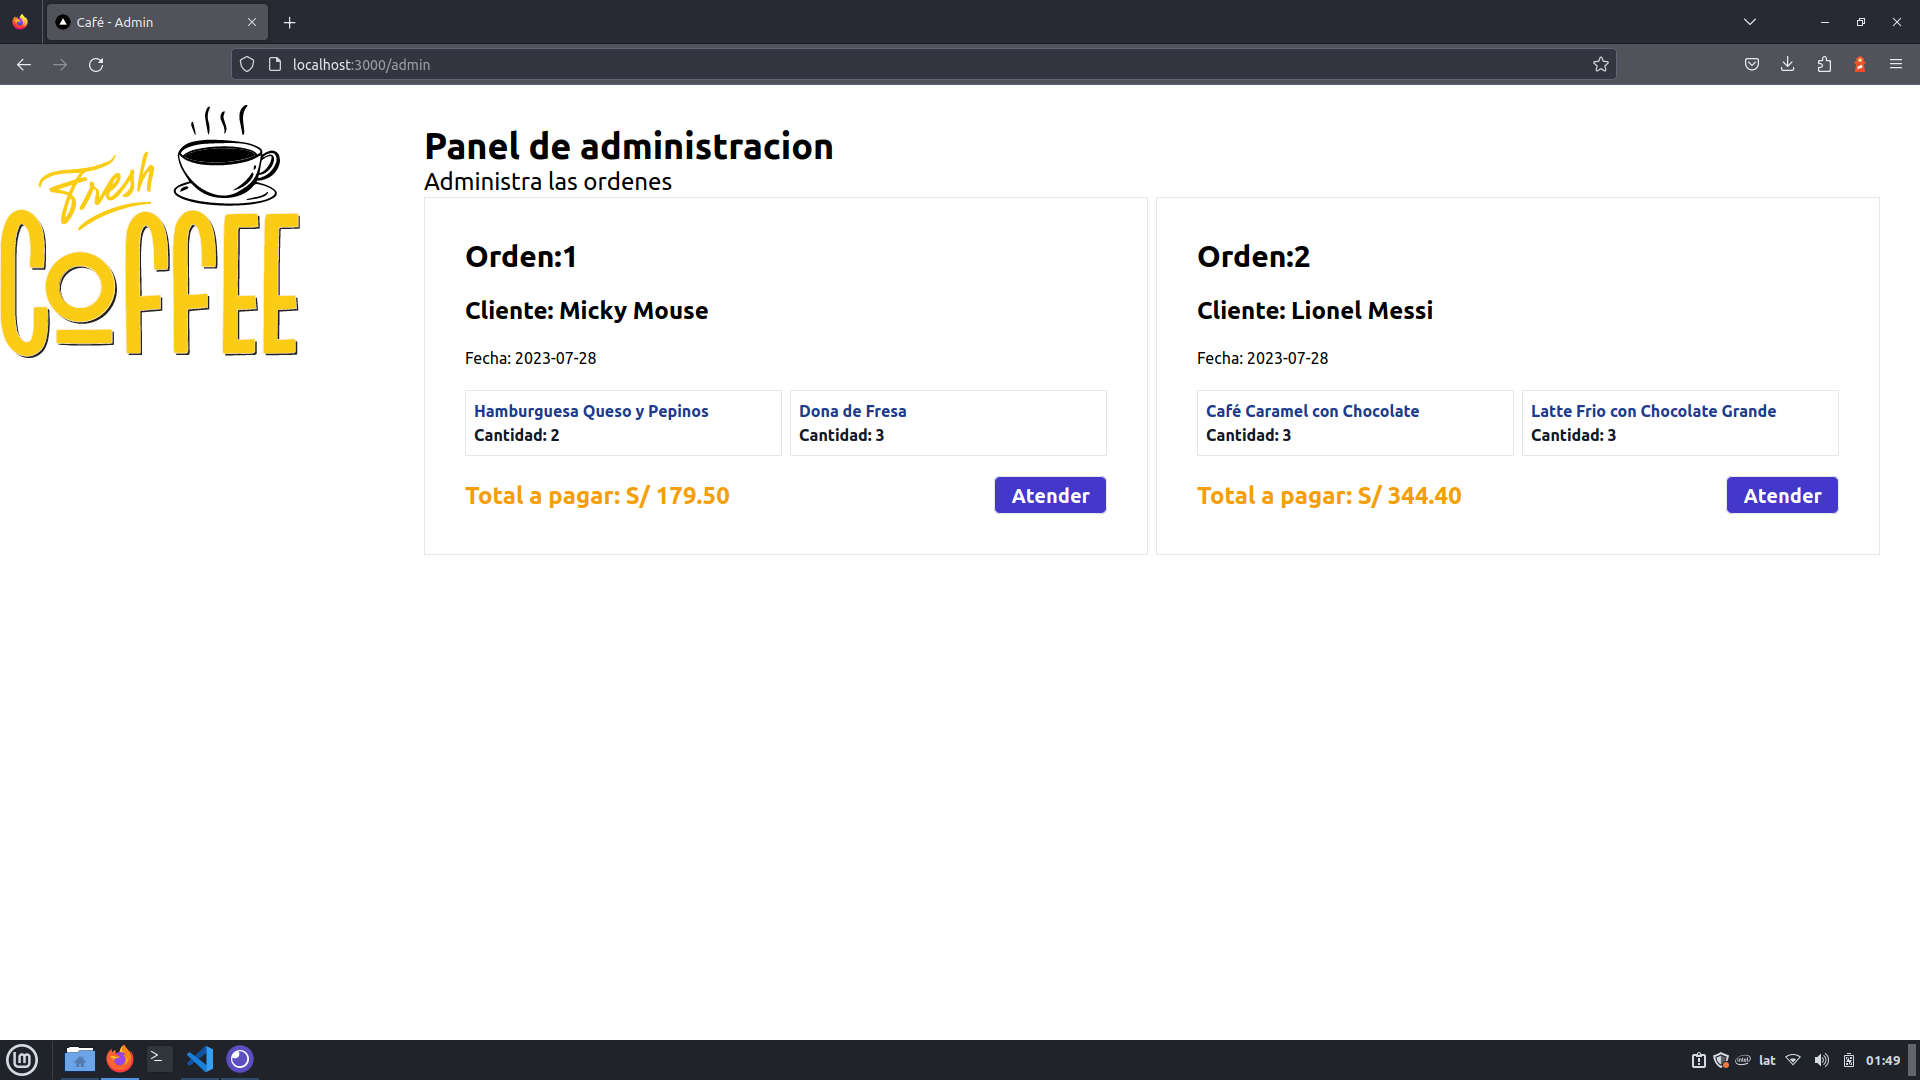 Café - Admin
localhost:3000/admin
Fresh
COFFEE
Panel de administracion
Administra las ordenes
Orden:1
Cliente: Micky Mouse
Fecha: 2023-07-28
Hamburguesa Queso y Pepinos
Cantidad: 2
Dona de Fresa
Cantidad: 3
Total a pagar: S/ 179.50
Atender
Orden:2
Cliente: Lionel Messi
Fecha: 2023-07-28
Café Caramel con Chocolate
Cantidad: 3
Latte Frio con Chocolate Grande
Cantidad: 3
Total a pagar: S/ 344.40
Atender
lat
01:49